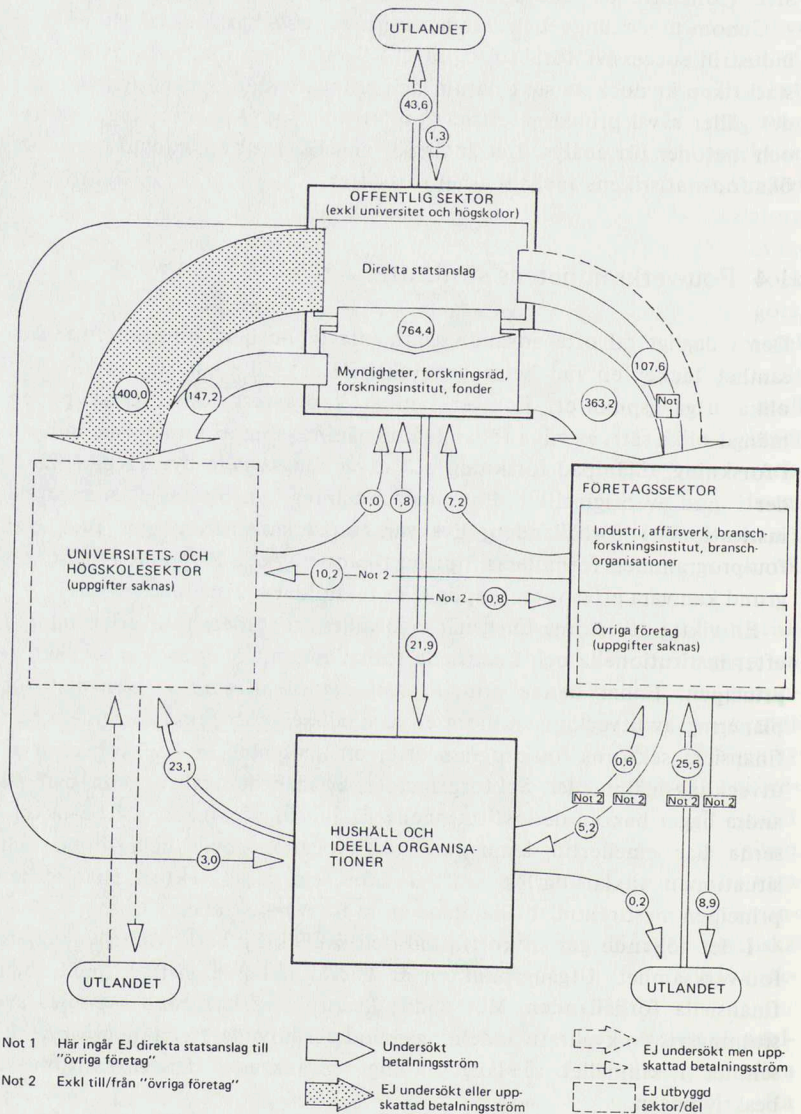 UTLANDET
43,6
1,3
OFFENTLIG SEKTOR
(exkl universitet och högskolor)
Direkta statsanslag
764,4
Myndigheter, forskningsråd,
forskningsinstitut, fonder
400,0
147,2
107,6
Not
363,2
1,0
1,8
7,2
UNIVERSITETS- OCH
HÖGSKOLESEKTOR
(uppgifter saknas)
FÖRETAGSSEKTOR
Industri, affärsverk, bransch-
forskningsinstitut, bransch-
organisationer
Övriga företag
(uppgifter saknas)
10,2 Not 2
Not 2 0,8
21,9
23,1
3,0
HUSHÅLL OCH
IDEELLA ORGANISA-
TIONER
0,6
25,5
Not 2
Not 2
Not 2
Not 2
5,2
0,2
8,9
UTLANDET
UTLANDET
Not 1 Här ingår EJ direkta statsanslag till
"övriga företag"
Not 2 Exkl till/från "övriga företag"
Undersökt
betalningsström
EJ undersökt eller upp-
skattad betalningsström
EJ undersökt men upp-
skattad betalningsström
EJ utbyggd
sektor/del